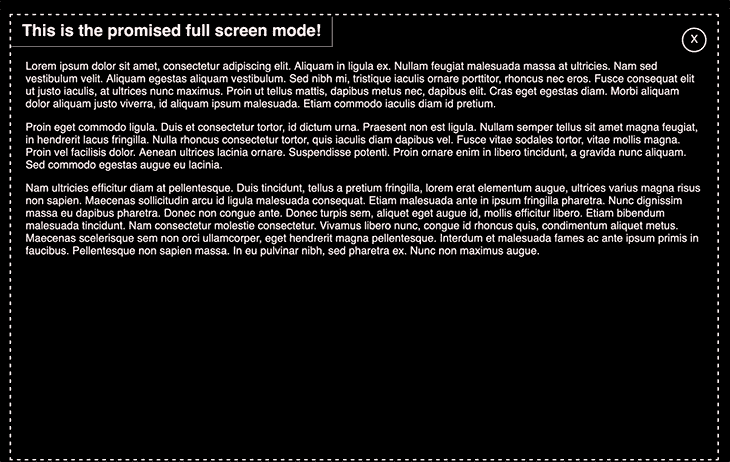 This is the promised full screen mode!
X
Lorem ipsum dolor sit amet, consectetur adipiscing elit. Aliquam in ligula ex. Nullam feugiat malesuada massa at ultricies. Nam sed
vestibulum velit. Aliquam egestas aliquam vestibulum. Sed nibh mi, tristique iaculis ornare porttitor, rhoncus nec eros. Fusce consequat elit
ut justo iaculis, at ultrices nunc maximus. Proin ut tellus mattis, dapibus metus nec, dapibus elit. Cras eget egestas diam. Morbi aliquam
dolor aliquam justo viverra, id aliquam ipsum malesuada. Etiam commodo iaculis diam id pretium.
Proin eget commodo ligula. Duis et consectetur tortor, id dictum urna. Praesent non est ligula. Nullam semper tellus sit amet magna feugiat,
in hendrerit lacus fringilla. Nulla rhoncus consectetur tortor, quis iaculis diam dapibus vel. Fusce vitae sodales tortor, vitae mollis magna.
Proin vel facilisis dolor. Aenean ultrices lacinia ornare. Suspendisse potenti. Proin ornare enim in libero tincidunt, a gravida nunc aliquam.
Sed commodo egestas augue eu lacinia.
Nam ultricies efficitur diam at pellentesque. Duis tincidunt, tellus a pretium fringilla, lorem erat elementum augue, ultrices varius magna risus
non sapien. Maecenas sollicitudin arcu id ligula malesuada consequat. Etiam malesuada ante in ipsum fringilla pharetra. Nunc dignissim
massa eu dapibus pharetra. Donec non congue ante. Donec turpis sem, aliquet eget augue id, mollis efficitur libero. Etiam bibendum
malesuada tincidunt. Nam consectetur molestie consectetur. Vivamus libero nunc, congue id rhoncus quis, condimentum aliquet metus.
Maecenas scelerisque sem non orci ullamcorper, eget hendrerit magna pellentesque. Interdum et malesuada fames ac ante ipsum primis in
faucibus. Pellentesque non sapien massa. In eu pulvinar nibh, sed pharetra ex. Nunc non maximus augue.